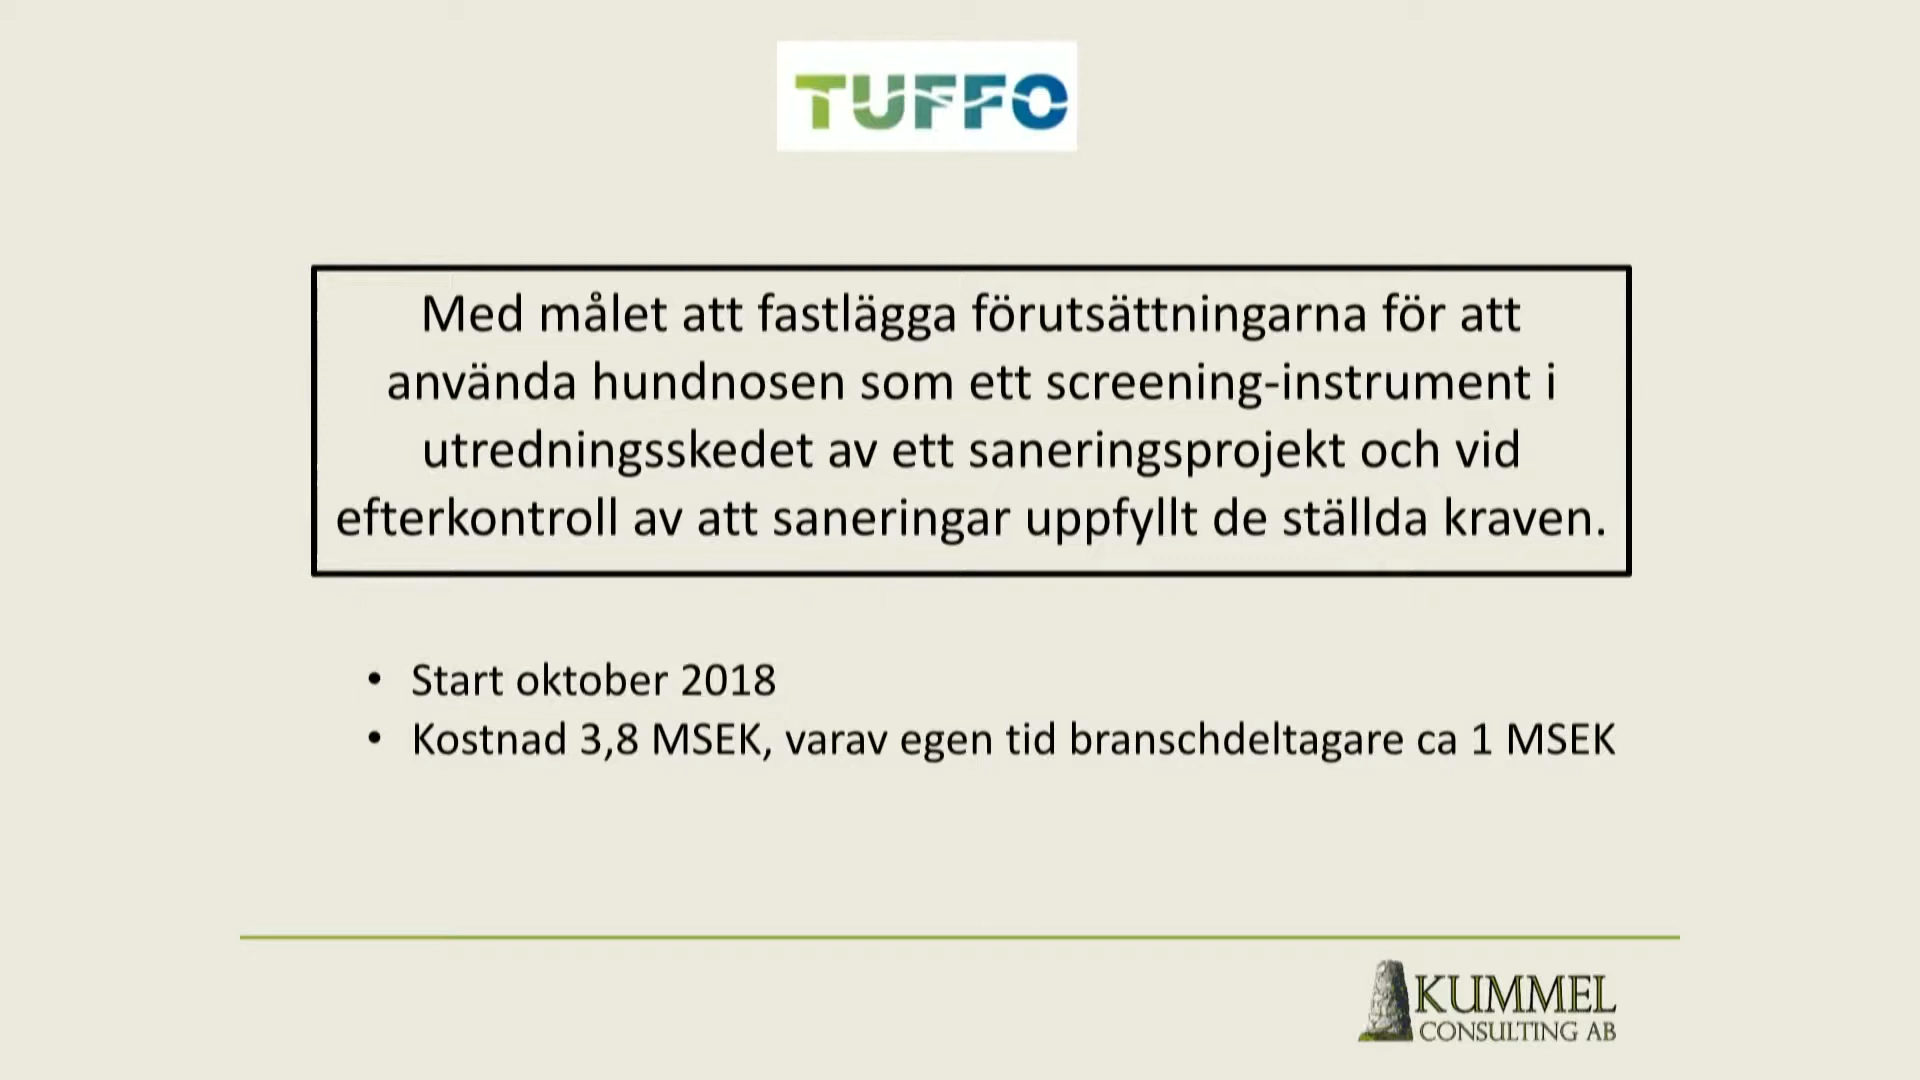 TUFFO
Med målet att fastlägga förutsättningarna för att
använda hundnosen som ett screening-instrument i
utredningsskedet av ett saneringsprojekt och vid
efterkontroll av att saneringar uppfyllt de ställda kraven.
• Start oktober 2018
• Kostnad 3,8 MSEK, varav egen tid branschdeltagare ca 1 MSEK
KUMMEL
CONSULTING AB